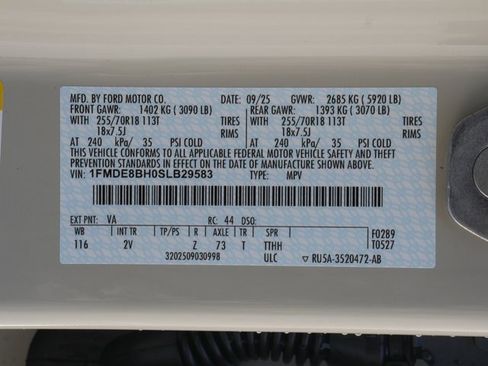 MFD. BY FORD MOTOR CO. DATE: 09/25 GVWR: 2685 KG ( 5920 LB)
FRONT GAWR: 1402 KG ( 3090 LB) REAR GAWR: 1393 KG ( 3070 LB)
WITH 255/70R18 113T TIRES WITH 255/70R18 113T TIRES
18x7.5J RIMS 18x7.5J RIMS
AT 240 kPa/ 35 PSI COLD AT 240 kPa/ 35 PSI COLD
THIS VEHICLE CONFORMS TO ALL APPLICABLE FEDERAL MOTOR VEHICLE SAFETY AND THEFT
PREVENTION STANDARDS IN EFFECT ON THE DATE OF MANUFACTURE SHOWN ABOVE.
VIN: 1FMDE8BH0SLB29583 TYPE: MPV
EXT PNT: VA RC: 44 DSO:
WB INT TR TP/PS R AXLE TR SPR F0289
116 2V Z 73 T TTHH T0527
3202509030998 ULC ▽ RU5A-3520472-AB